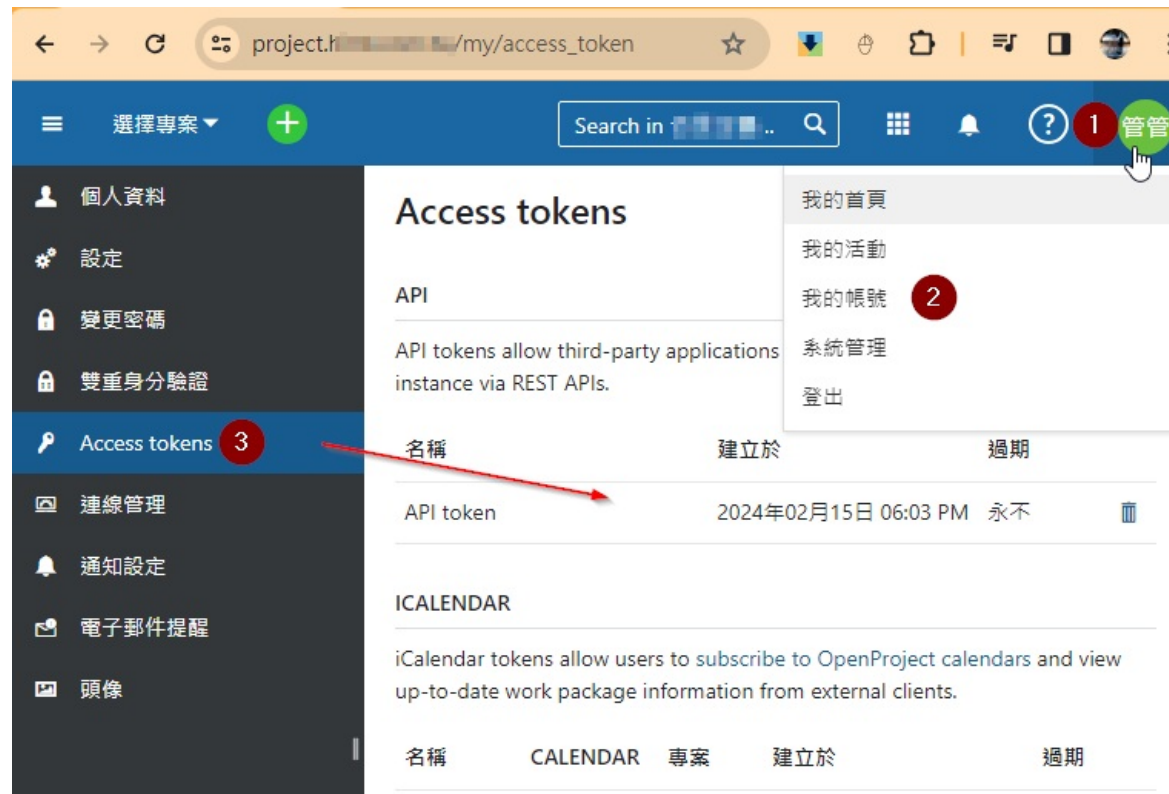 project.h /my/access_token
選擇專案
Search in ..
?
1
管管
個人資料
設定
變更密碼
雙重身分驗證
Access tokens 3
連線管理
通知設定
電子郵件提醒
頭像
我的首頁
我的活動
我的帳號 2
系統管理
登出
Access tokens
API
API tokens allow third-party applications
instance via REST APIs.
名稱 建立於 過期
API token 2024年02月15日 06:03 PM 永不
ICALENDAR
iCalendar tokens allow users to subscribe to OpenProject calendars and view
up-to-date work package information from external clients.
名稱 CALENDAR 專案 建立於 過期